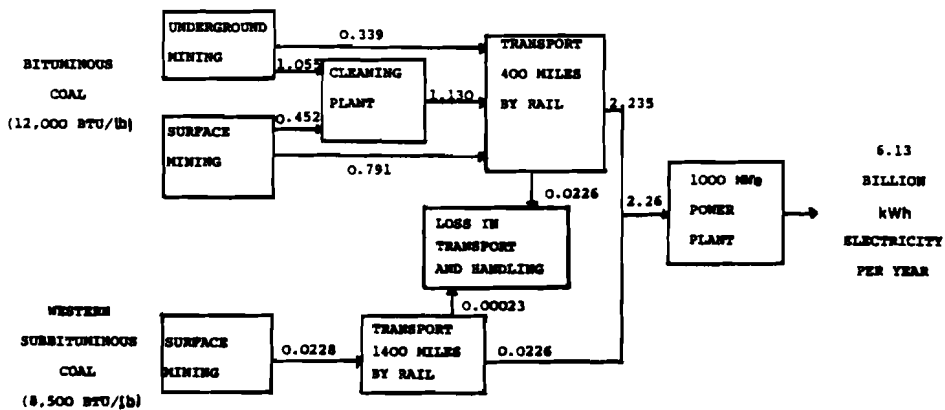 BITUMINOUS
COAL
(12,000 BTU/lb)
UNDERGROUND
MINING
SURFACE
MINING
0.339
1.055
0.452
0.791
CLEANING
PLANT
1.130
TRANSPORT
400 MILES
BY RAIL
2.235
0.0226
LOSS IN
TRANSPORT
AND HANDLING
0.00023
WESTERN
SUBBITUMINOUS
COAL
(8,500 BTU/lb)
SURFACE
MINING
0.0228
TRANSPORT
1400 MILES
BY RAIL
0.0226
2.26
1000 MWe
POWER
PLANT
6.13
BILLION
kWh
ELECTRICITY
PER YEAR